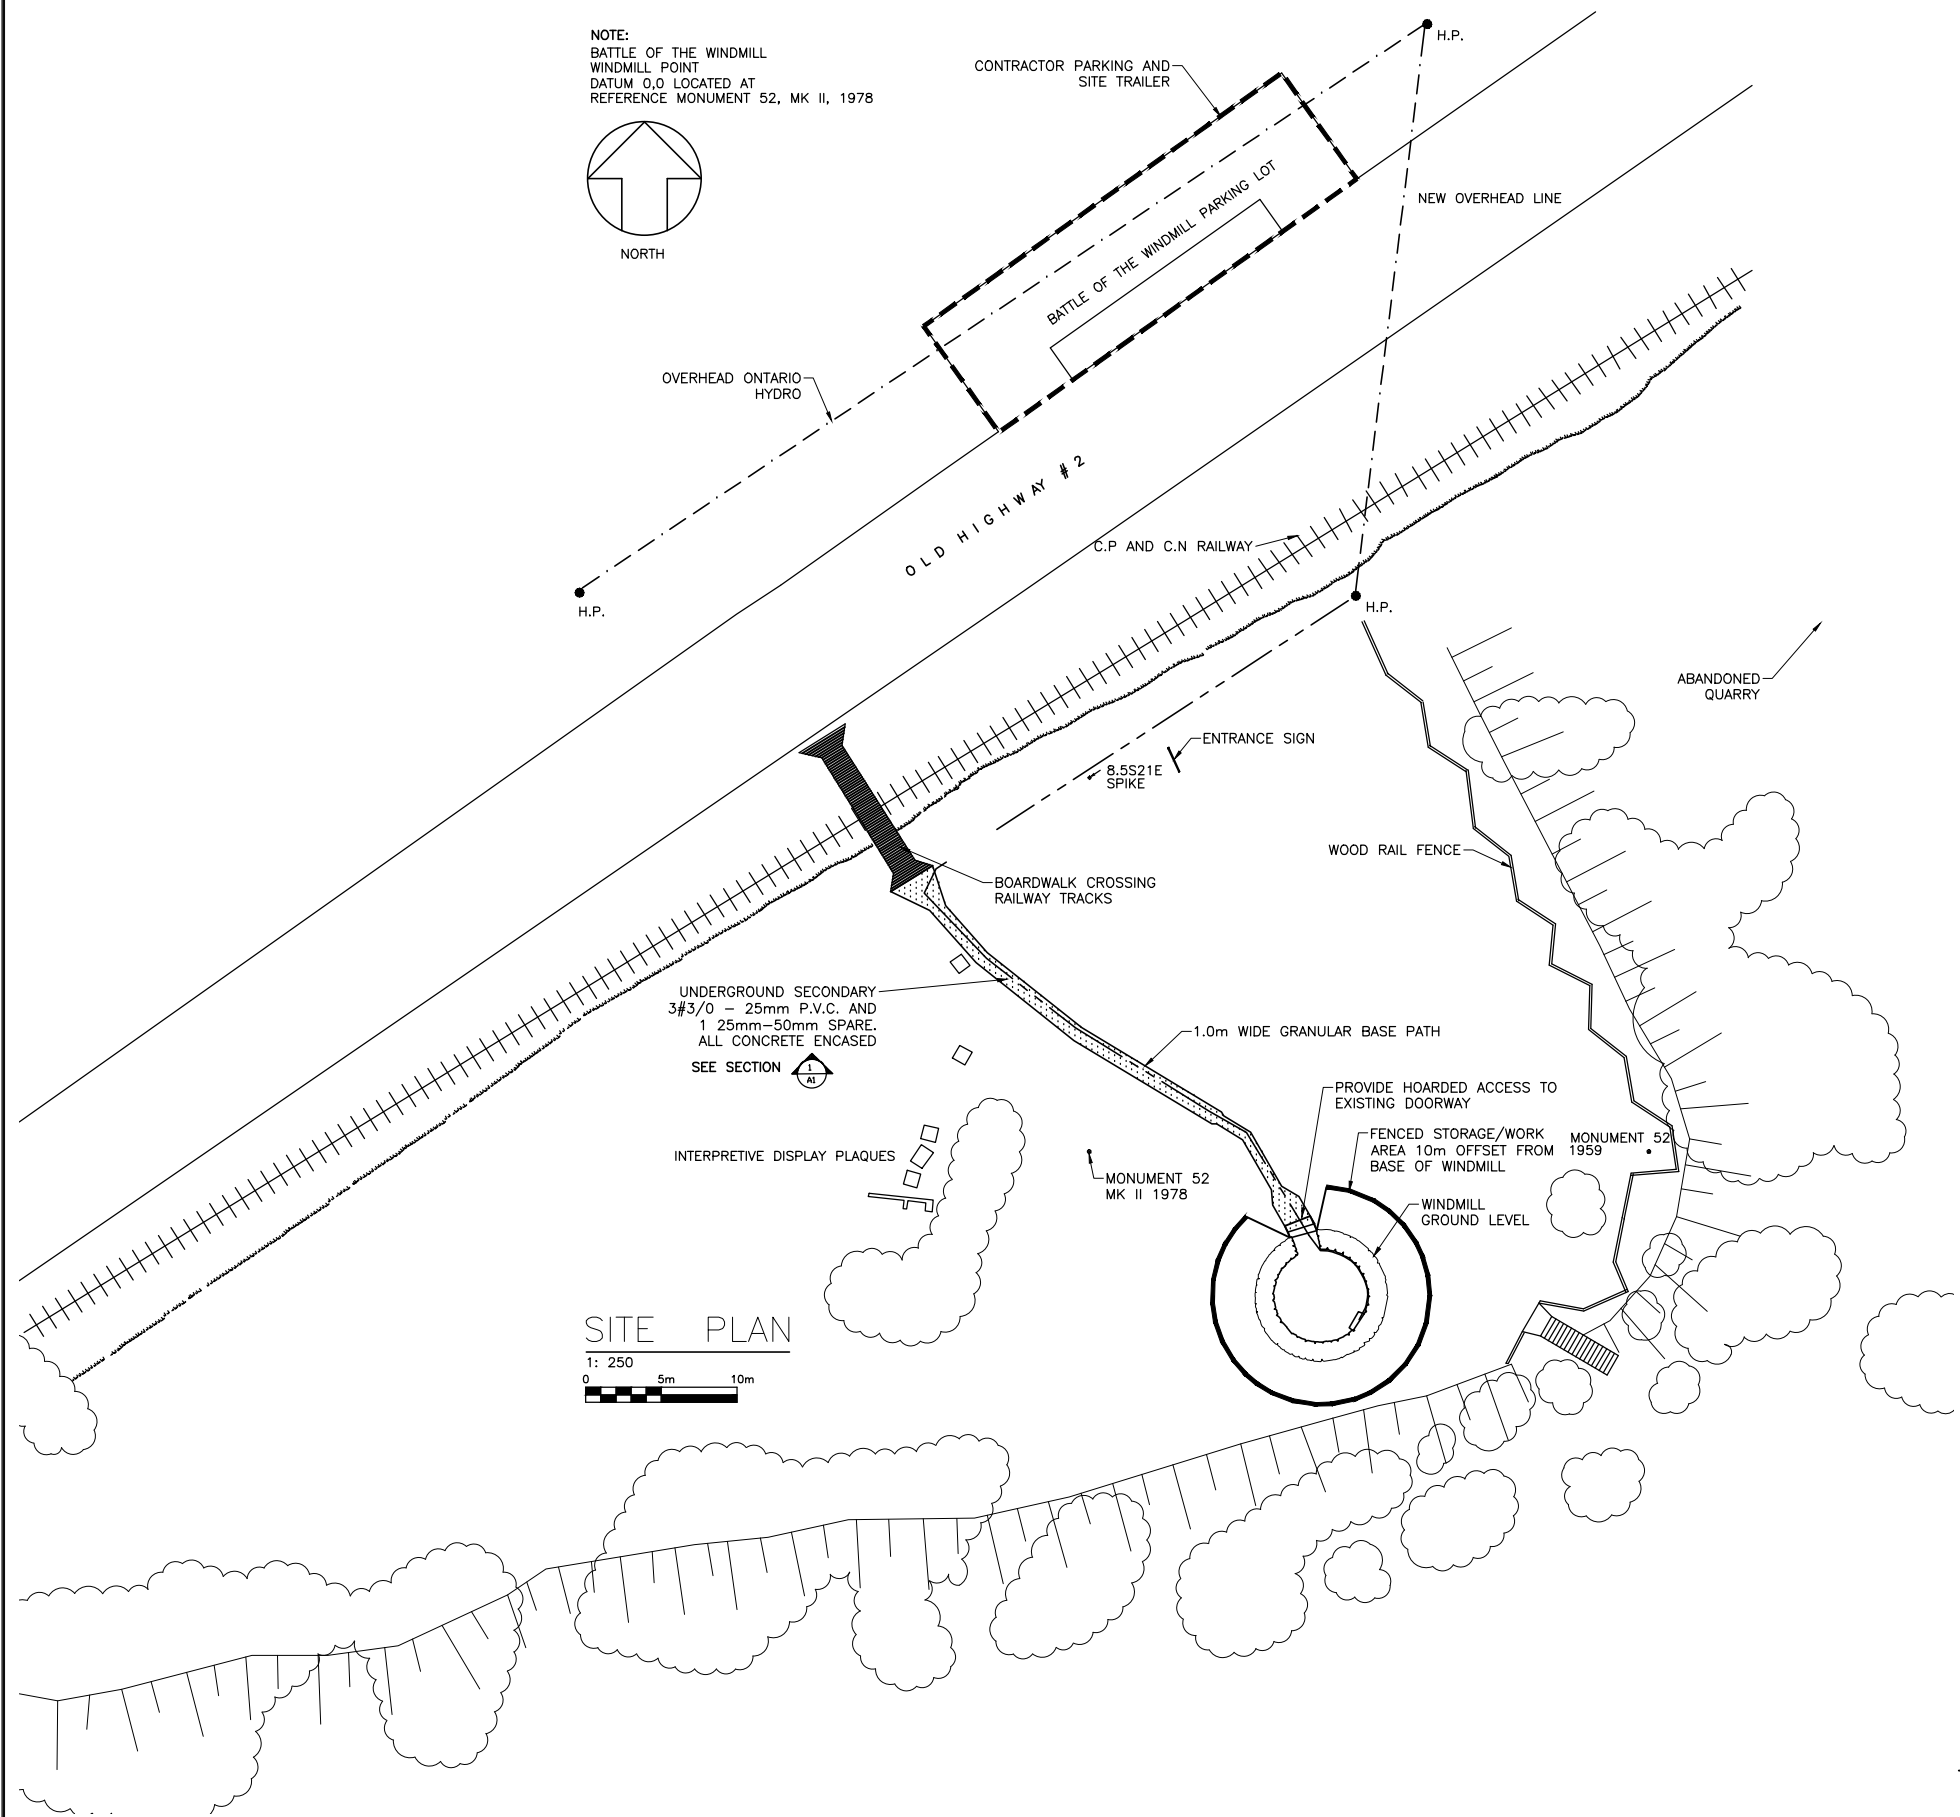 NOTE:
BATTLE OF THE WINDMILL
WINDMILL POINT
DATUM 0,0 LOCATED AT
REFERENCE MONUMENT 52, MK II, 1978
NORTH
CONTRACTOR PARKING AND
SITE TRAILER
H.P.
BATTLE OF THE WINDMILL PARKING LOT
NEW OVERHEAD LINE
OVERHEAD ONTARIO
HYDRO
OLD HIGHWAY #2
C.P AND C.N RAILWAY
H.P.
H.P.
ABANDONED
QUARRY
ENTRANCE SIGN
8.5S21E
SPIKE
WOOD RAIL FENCE
BOARDWALK CROSSING
RAILWAY TRACKS
UNDERGROUND SECONDARY
3#3/0 - 25mm P.V.C. AND
1 25mm-50mm SPARE.
ALL CONCRETE ENCASED
SEE SECTION
1
A1
1.0m WIDE GRANULAR BASE PATH
PROVIDE HOARDED ACCESS TO
EXISTING DOORWAY
FENCED STORAGE/WORK
AREA 10m OFFSET FROM
BASE OF WINDMILL
MONUMENT 52
1959
INTERPRETIVE DISPLAY PLAQUES
MONUMENT 52
MK II 1978
WINDMILL
GROUND LEVEL
SITE PLAN
1: 250
0 5m 10m